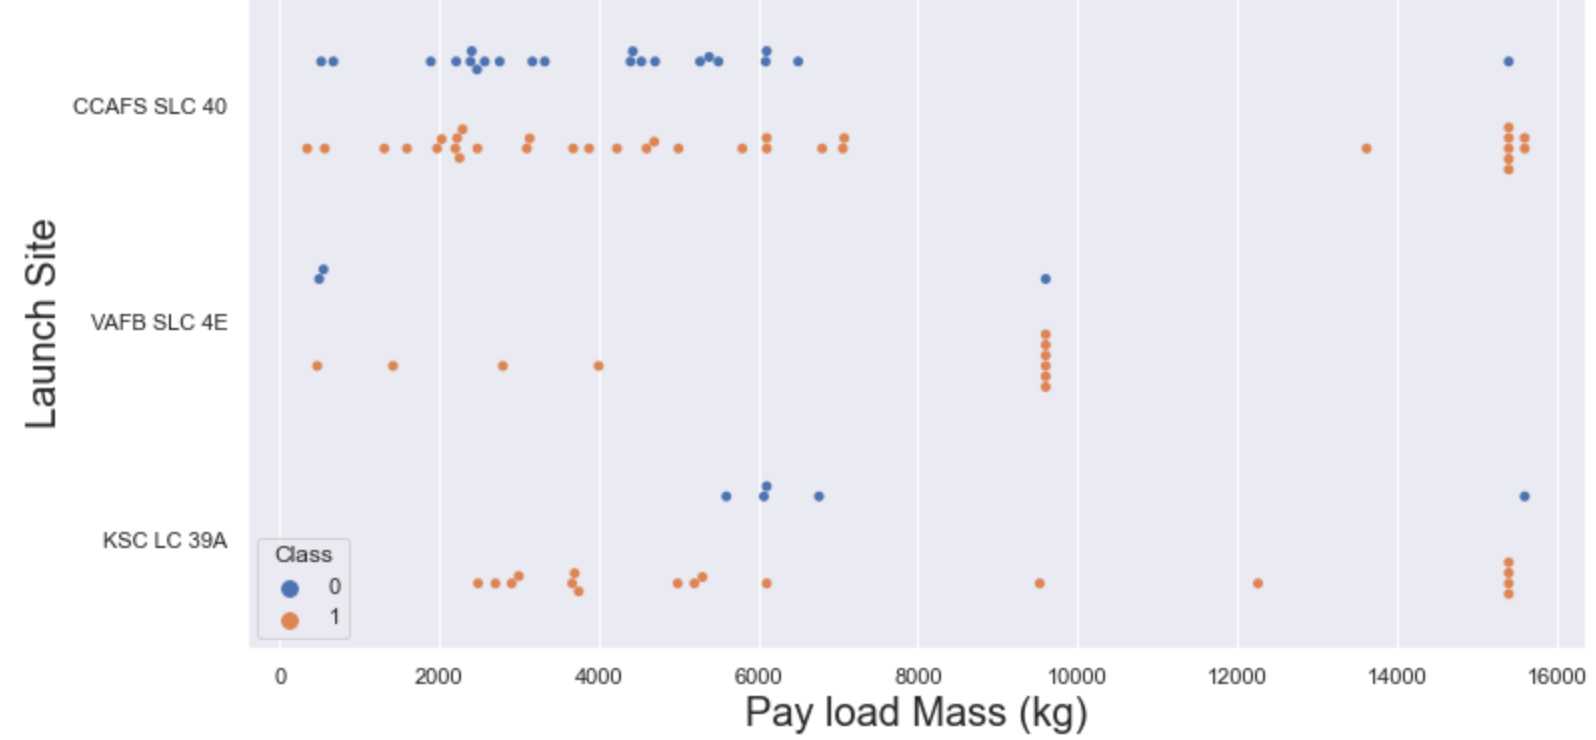 CCAFS SLC 40
VAFB SLC 4E
KSC LC 39A
Launch Site
Class
0
1
0 2000 4000 6000 8000 10000 12000 14000 16000
Pay load Mass (kg)